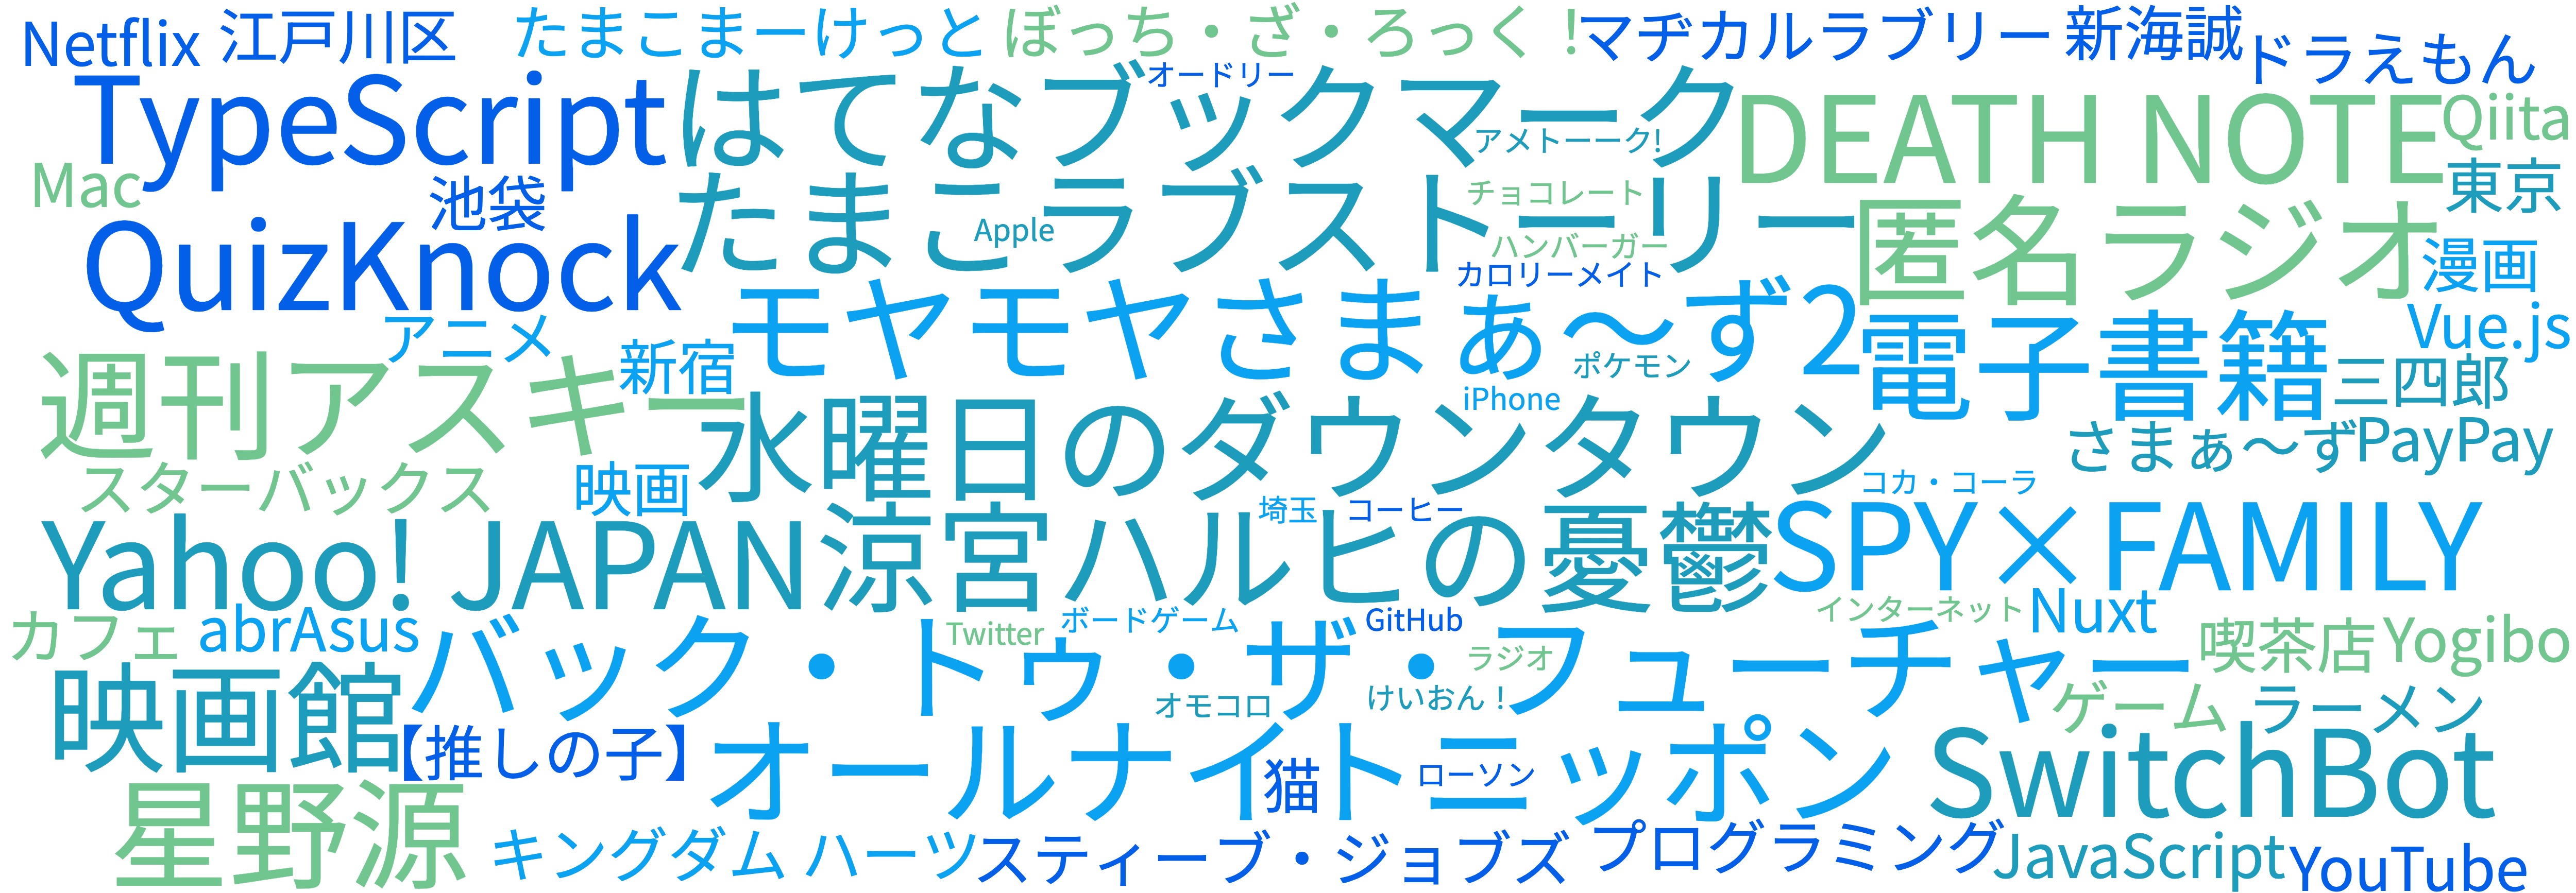 Netflix
江戸川区
たまこまーけっと
ぼっち・ざ・ろっく！
マヂカルラブリー
新海誠
ドラえもん
TypeScript
はてなブックマーク
オードリー
アメトーーク!
DEATH NOTE
Qiita
Mac
池袋
たまこラブストーリー
チョコレート
東京
QuizKnock
Apple
ハンバーガー
匿名ラジオ
漫画
カロリーメイト
アニメ
新宿
モヤモヤさまぁ〜ず2
ポケモン
電子書籍
Vue.js
三四郎
週刊アスキー
iPhone
水曜日のダウンタウン
さまぁ〜ず
PayPay
スターバックス
映画
コカ・コーラ
埼玉
コーヒー
Yahoo! JAPAN
涼宮ハルヒの憂鬱
SPY×FAMILY
カフェ
abrAsus
Twitter
ボードゲーム
GitHub
インターネット
Nuxt
喫茶店
Yogibo
バック・トゥ・ザ・フューチャー
ラジオ
映画館
オモコロ
けいおん！
ゲーム
ラーメン
【推しの子】
オールナイトニッポン
猫
ローソン
SwitchBot
星野源
キングダム ハーツ
スティーブ・ジョブズ
プログラミング
JavaScript
YouTube